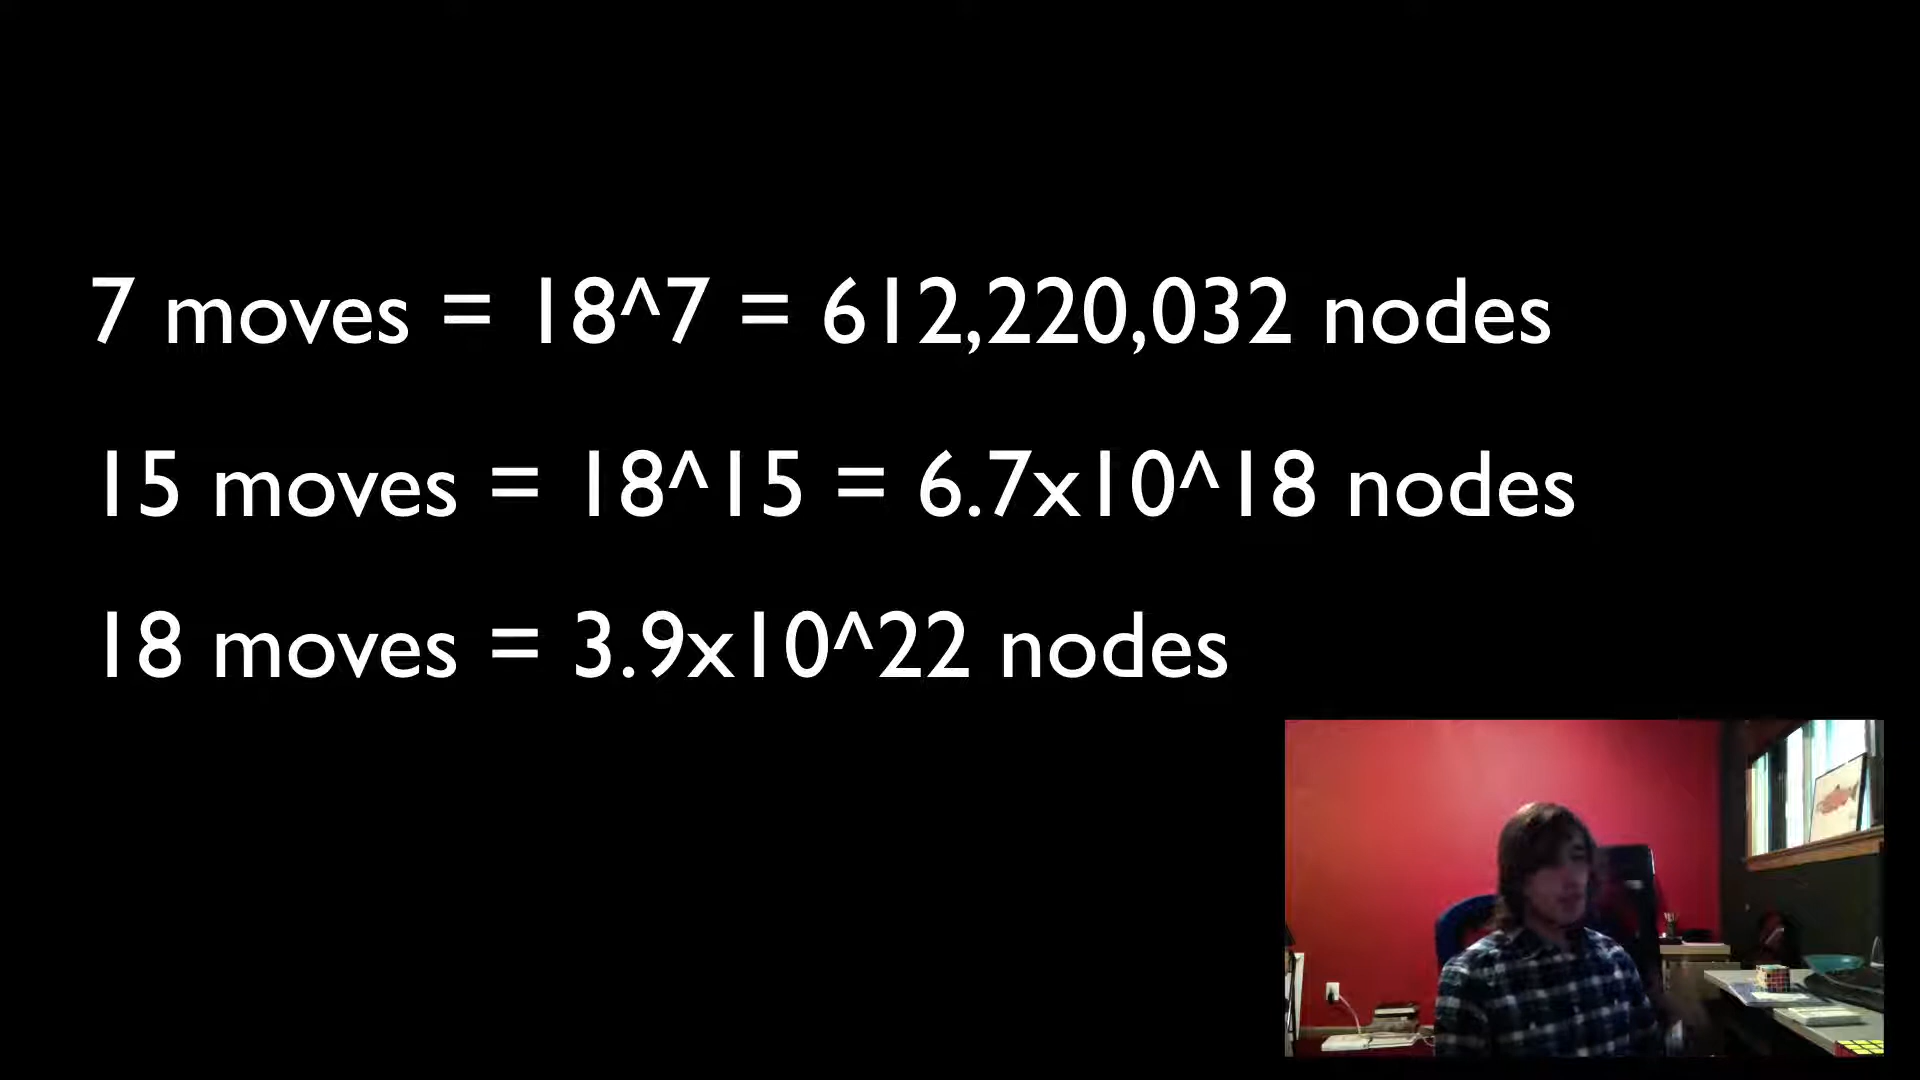 7 moves = 18^7 = 612,220,032 nodes
15 moves = 18^15 = 6.7x10^18 nodes
18 moves = 3.9x10^22 nodes